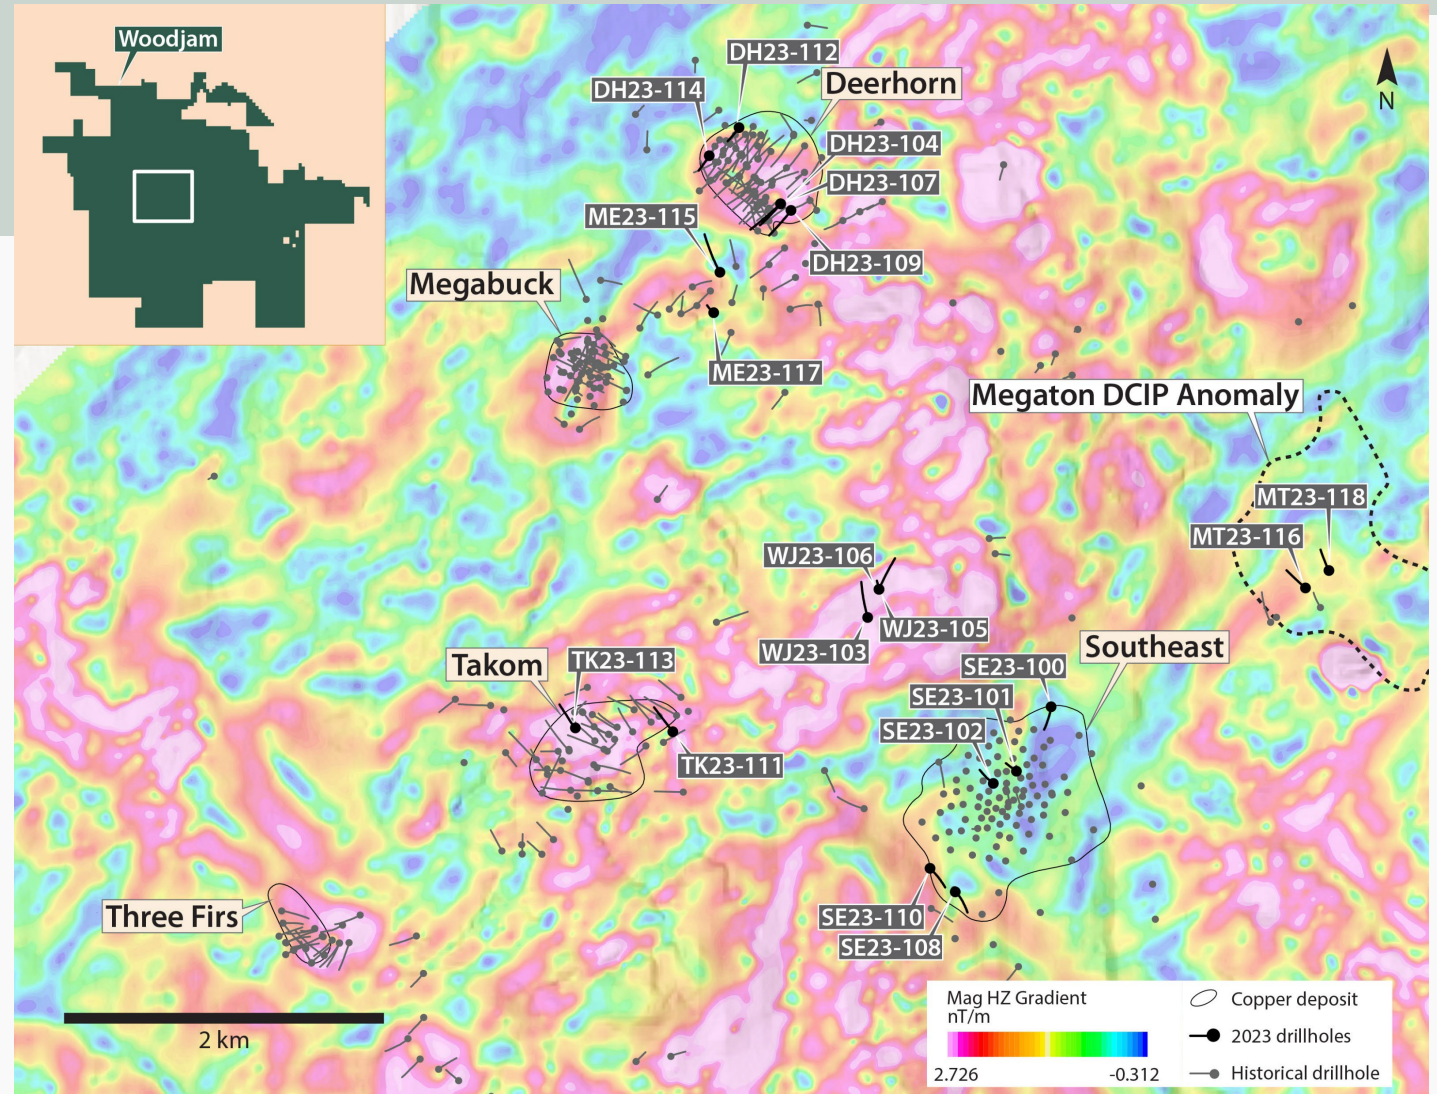 Woodjam
DH23-112
DH23-114
Deerhorn
N
DH23-104
DH23-107
ME23-115
DH23-109
Megabuck
ME23-117
Megaton DCIP Anomaly
MT23-118
MT23-116
WJ23-106
WJ23-105
WJ23-103
Southeast
Takom
TK23-113
SE23-100
SE23-101
SE23-102
TK23-111
Three Firs
SE23-110
SE23-108
2 km
Mag HZ Gradient
nT/m
2.726
-0.312
Copper deposit
2023 drillholes
Historical drillhole